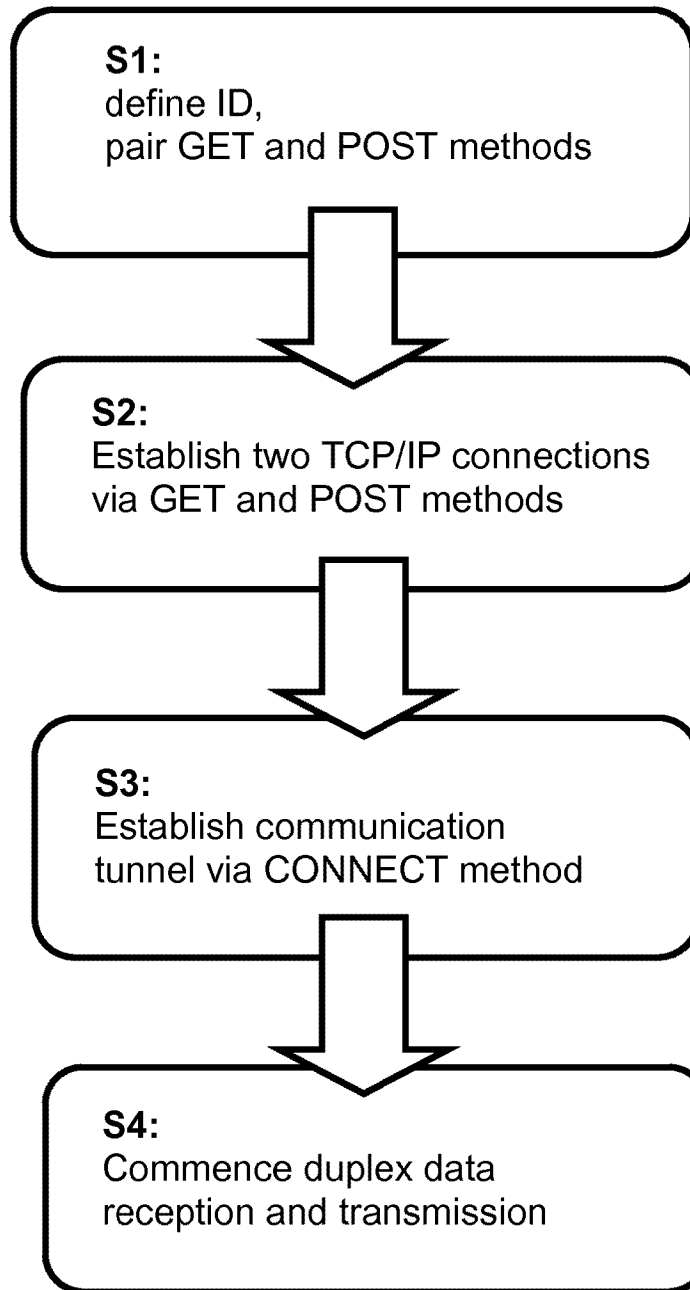 S1:
define ID,
pair GET and POST methods
S2:
Establish two TCP/IP connections
via GET and POST methods
S3:
Establish communication
tunnel via CONNECT method
S4:
Commence duplex data
reception and transmission